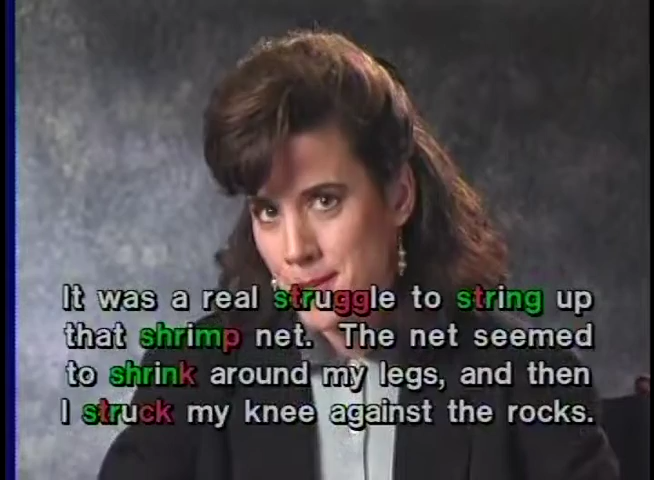 It was a real struggle to string up
that shrimp net. The net seemed
to shrink around my legs, and then
I struck my knee against the rocks.